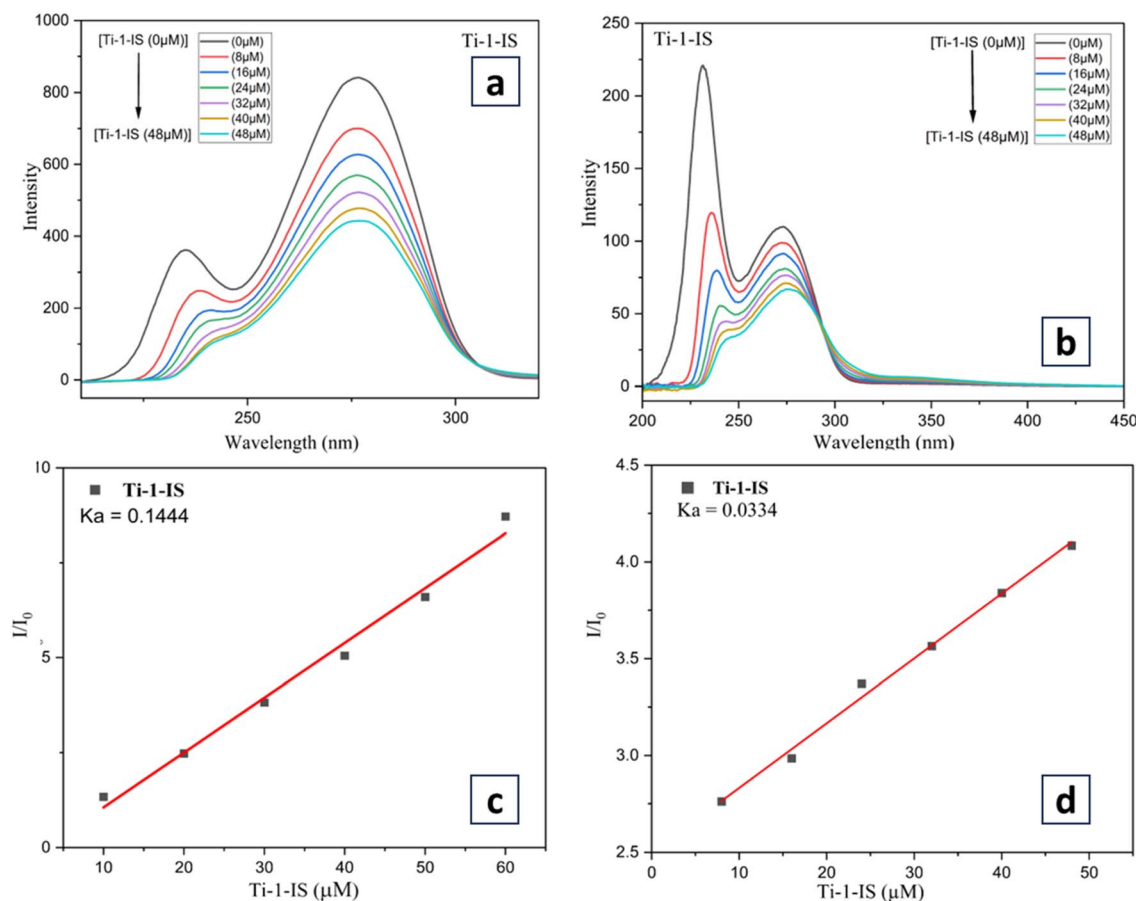 1000
800
600
400
200
0
Intensity
[Ti-1-IS (0μM)]
[Ti-1-IS (48μM)]
(0μM)
(8μM)
(16μM)
(24μM)
(32μM)
(40μM)
(48μM)
Ti-1-IS
a
250
300
Wavelength (nm)
250
200
150
100
50
0
Intensity
Ti-1-IS
[Ti-1-IS (0μM)]
[Ti-1-IS (48μM)]
(0μM)
(8μM)
(16μM)
(24μM)
(32μM)
(40μM)
(48μM)
b
200
250
300
350
400
450
Wavelength (nm)
10
5
0
I/I0
Ti-1-IS
Ka = 0.1444
c
10
20
30
40
50
60
Ti-1-IS (μM)
4.5
4.0
3.5
3.0
2.5
I/I0
Ti-1-IS
Ka = 0.0334
d
0
10
20
30
40
50
Ti-1-IS (μM)